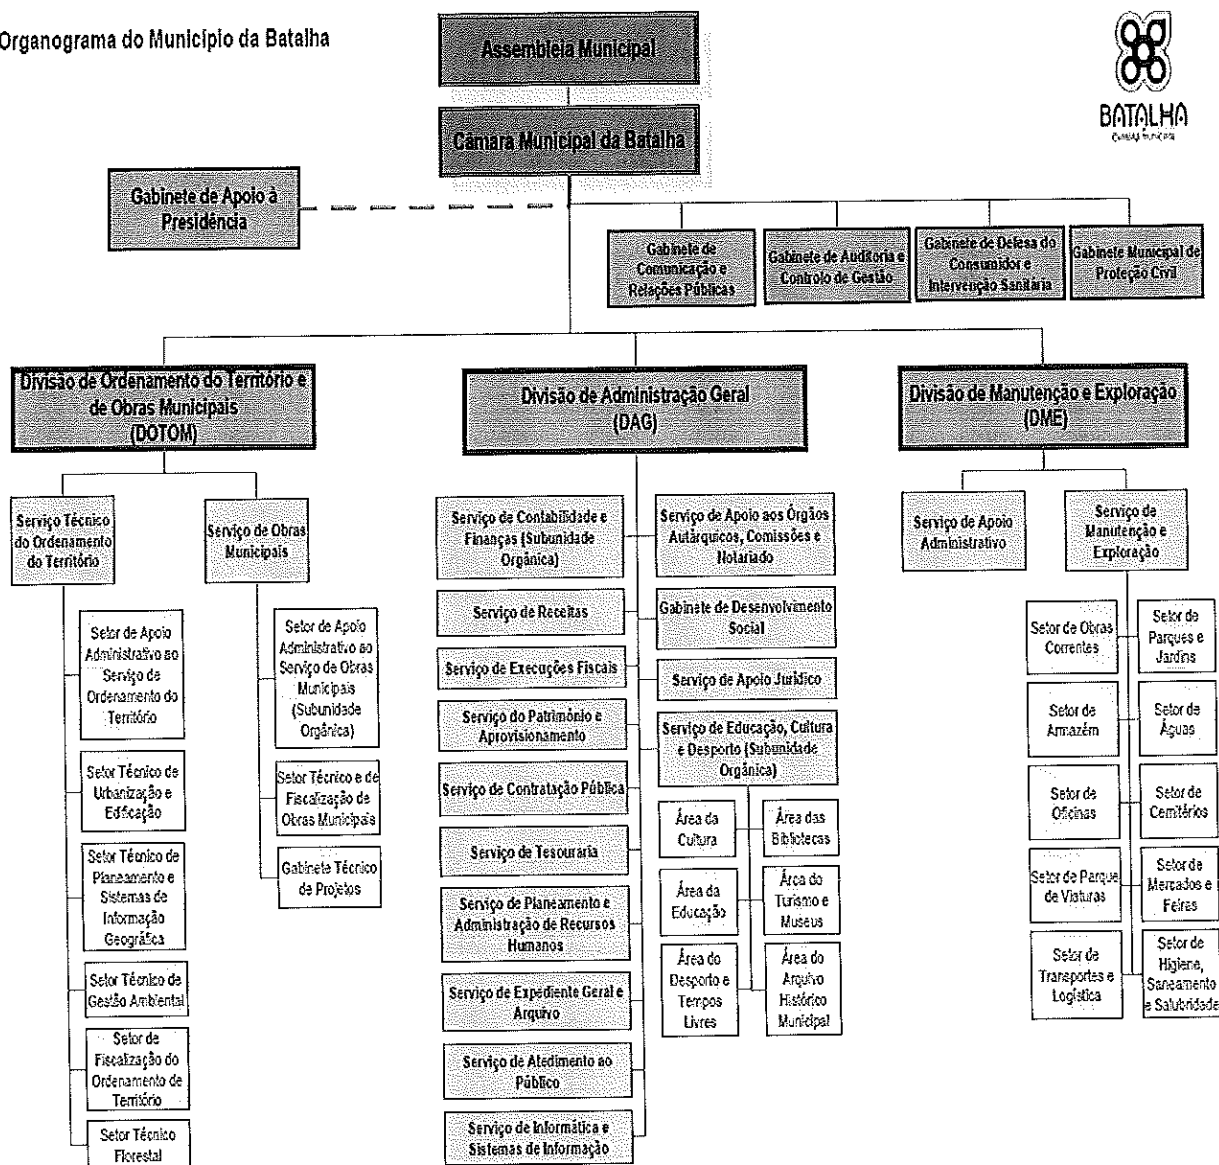 Organograma do Município da Batalha
Assembleia Municipal
BATALHA
Câmara Municipal
Câmara Municipal da Batalha
Gabinete de Apoio à
Presidência
Gabinete de
Comunicação e
Relações Públicas
Gabinete de Auditoria e
Controlo de Gestão
Gabinete de Defesa do
Consumidor e
Intervenção Sanitária
Gabinete Municipal de
Proteção Civil
Divisão de Ordenamento do Território e
de Obras Municipais
(DOTOM)
Divisão de Administração Geral
(DAG)
Divisão de Manutenção e Exploração
(DME)
Serviço Técnico
do Ordenamento
do Território
Serviço de Obras
Municipais
Setor de Apoio
Administrativo ao
Serviço de
Ordenamento do
Território
Setor Técnico de
Urbanização e
Edificação
Setor Técnico de
Planeamento e
Sistemas de
Informação
Geográfica
Setor Técnico de
Gestão Ambiental
Setor de
Fiscalização do
Ordenamento de
Território
Setor Técnico
Florestal
Setor de Apoio
Administrativo ao
Serviço de Obras
Municipais
(Subunidade
Orgânica)
Setor Técnico e de
Fiscalização de
Obras Municipais
Gabinete Técnico
de Projetos
Serviço de Contabilidade e
Finanças (Subunidade
Orgânica)
Serviço de Receitas
Serviço de Execuções Fiscais
Serviço do Património e
Aprovisionamento
Serviço de Contratação Pública
Serviço de Tesouraria
Serviço de Planeamento e
Administração de Recursos
Humanos
Serviço de Expediente Geral e
Arquivo
Serviço de Atedimento ao
Público
Serviço de Informática e
Sistemas de Informação
Serviço de Apoio aos Órgãos
Autárquicos, Comissões e
Notariado
Gabinete de Desenvolvimento
Social
Serviço de Apoio Jurídico
Serviço de Educação, Cultura
e Desporto (Subunidade
Orgânica)
Área da
Cultura
Área das
Bibliotecas
Área da
Educação
Área do
Turismo e
Museus
Área do
Desporto e
Tempos
Livres
Área do
Arquivo
Histórico
Municipal
Serviço de Apoio
Administrativo
Serviço de
Manutenção e
Exploração
Setor de Obras
Correntes
Setor de
Parques e
Jardins
Setor de
Armazém
Setor de
Águas
Setor de
Oficinas
Setor de
Cemitérios
Setor de Parque
de Viaturas
Setor de
Mercados e
Feiras
Setor de
Transportes e
Logística
Setor de
Higiene,
Saneamento
e Salubridade